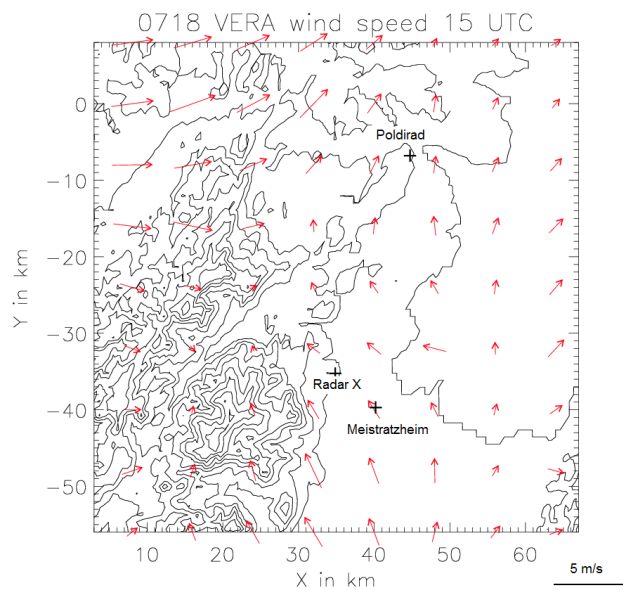 0718 VERA wind speed 15 UTC
0
Poldirad
-10
-20
-30
Radar X
-40
Meistratzheim
-50
10 20 30 40 50 60
Y in km
X in km
5 m/s